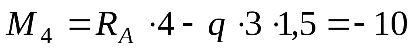 M₄ = R_A · 4 − q · 3 · 1,5 = − 10